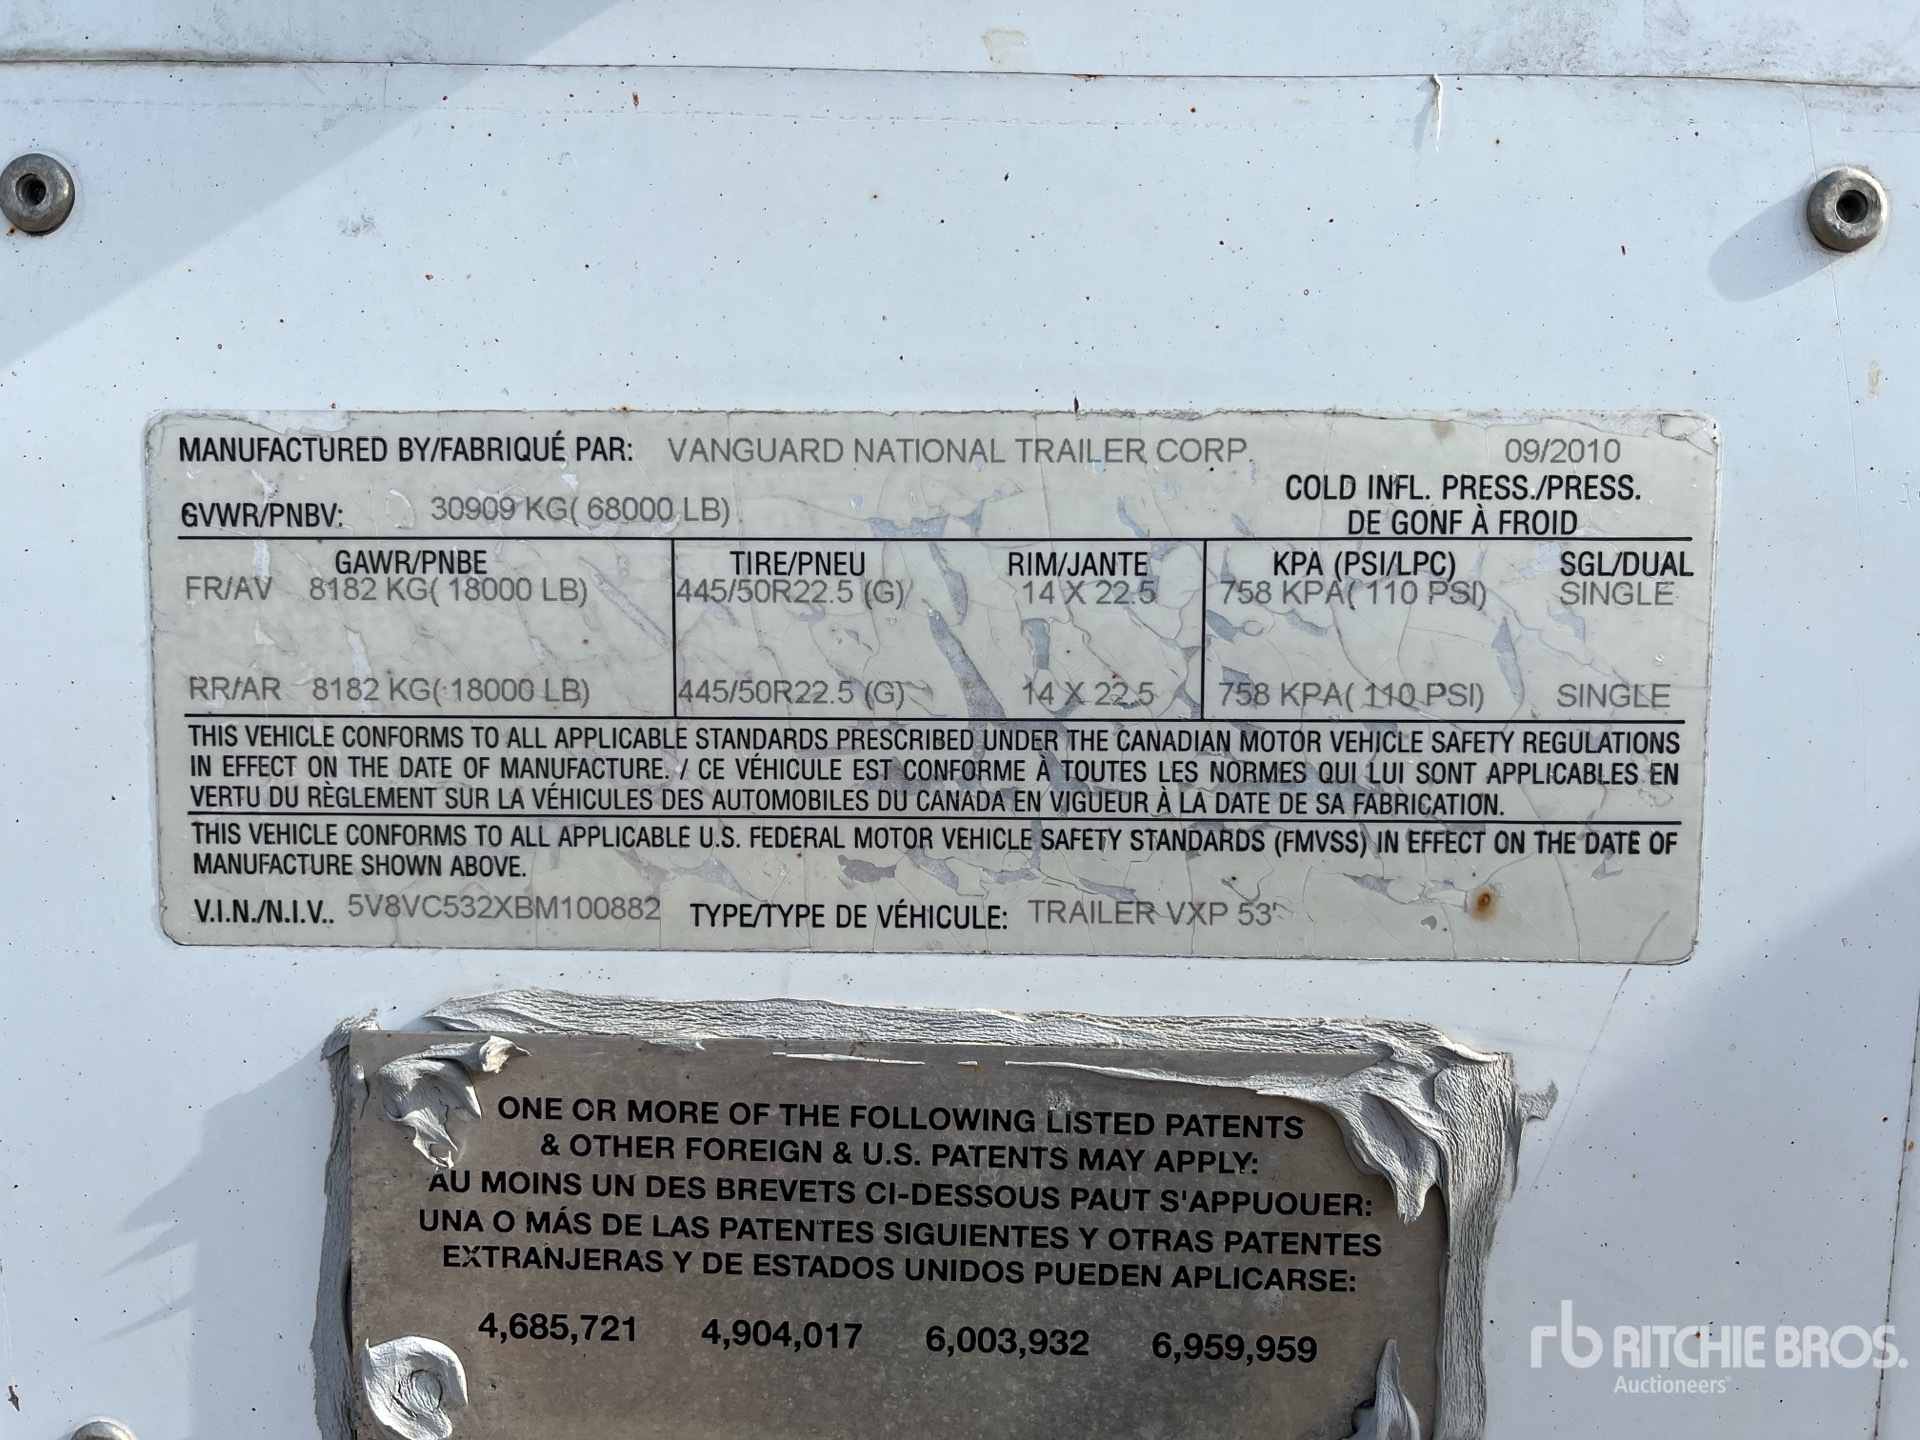 MANUFACTURED BY/FABRIQUÉ PAR: VANGUARD NATIONAL TRAILER CORP. 09/2010
GVWR/PNBV: 30909 KG( 68000 LB)
COLD INFL. PRESS./PRESS.
DE GONF À FROID
GAWR/PNBE TIRE/PNEU RIM/JANTE KPA (PSI/LPC) SGL/DUAL
FR/AV 8182 KG( 18000 LB) 445/50R22.5 (G) 14 X 22.5 758 KPA( 110 PSI) SINGLE
RR/AR 8182 KG( 18000 LB) 445/50R22.5 (G) 14 X 22.5 758 KPA( 110 PSI) SINGLE
THIS VEHICLE CONFORMS TO ALL APPLICABLE STANDARDS PRESCRIBED UNDER THE CANADIAN MOTOR VEHICLE SAFETY REGULATIONS
IN EFFECT ON THE DATE OF MANUFACTURE. / CE VÉHICULE EST CONFORME À TOUTES LES NORMES QUI LUI SONT APPLICABLES EN
VERTU DU RÈGLEMENT SUR LA VÉHICULES DES AUTOMOBILES DU CANADA EN VIGUEUR À LA DATE DE SA FABRICATION.
THIS VEHICLE CONFORMS TO ALL APPLICABLE U.S. FEDERAL MOTOR VEHICLE SAFETY STANDARDS (FMVSS) IN EFFECT ON THE DATE OF
MANUFACTURE SHOWN ABOVE.
V.I.N./N.I.V.. 5V8VC532XBM100882 TYPE/TYPE DE VÉHICULE: TRAILER VXP 53'
ONE OR MORE OF THE FOLLOWING LISTED PATENTS
& OTHER FOREIGN & U.S. PATENTS MAY APPLY:
AU MOINS UN DES BREVETS CI-DESSOUS PAUT S'APPUOUER:
UNA O MÁS DE LAS PATENTES SIGUIENTES Y OTRAS PATENTES
EXTRANJERAS Y DE ESTADOS UNIDOS PUEDEN APLICARSE:
4,685,721 4,904,017 6,003,932 6,959,959
rb RITCHIE BROS.
Auctioneers